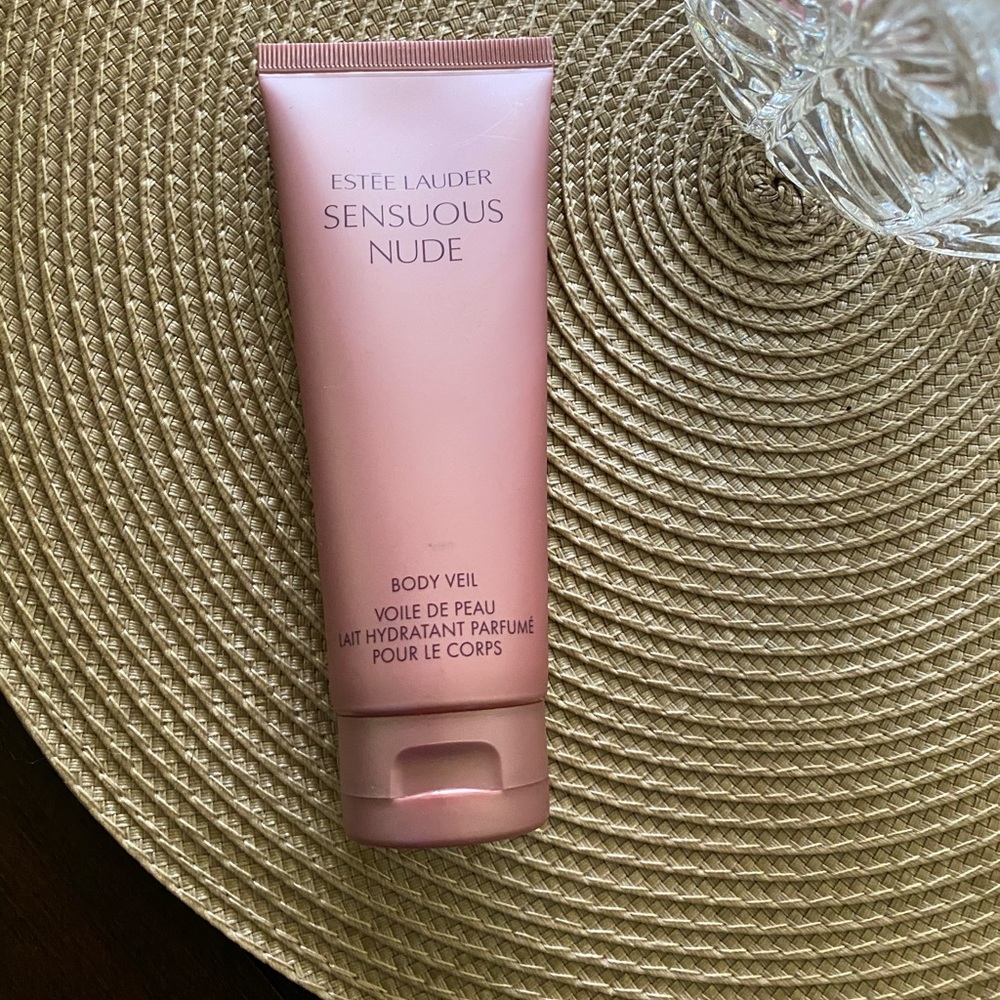 ESTĒE LAUDER
SENSUOUS
NUDE
BODY VEIL
VOILE DE PEAU
LAIT HYDRATANT PARFUMÉ
POUR LE CORPS